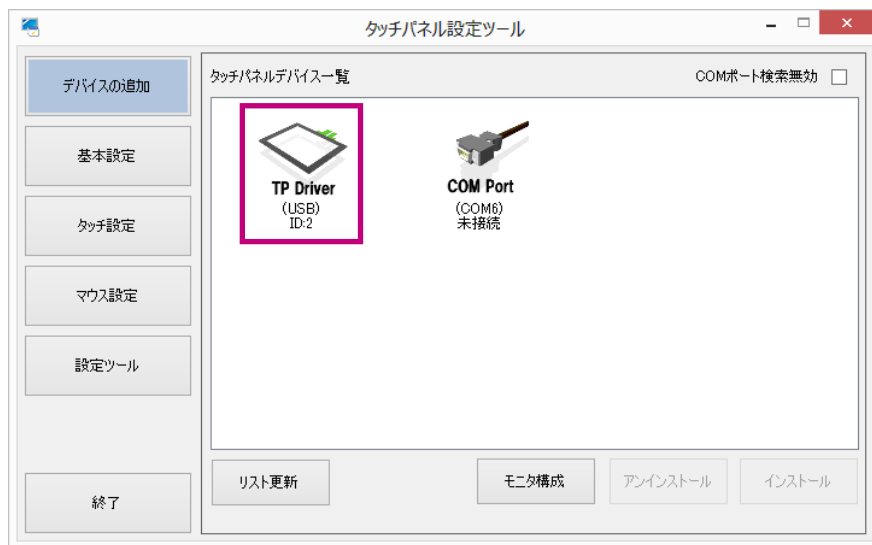 タッチパネル設定ツール
デバイスの追加
基本設定
タッチ設定
マウス設定
設定ツール
終了
タッチパネルデバイス一覧
COMポート検索無効
TP Driver
(USB)
ID:2
COM Port
(COM6)
未接続
リスト更新
モニタ構成
アンインストール
インストール